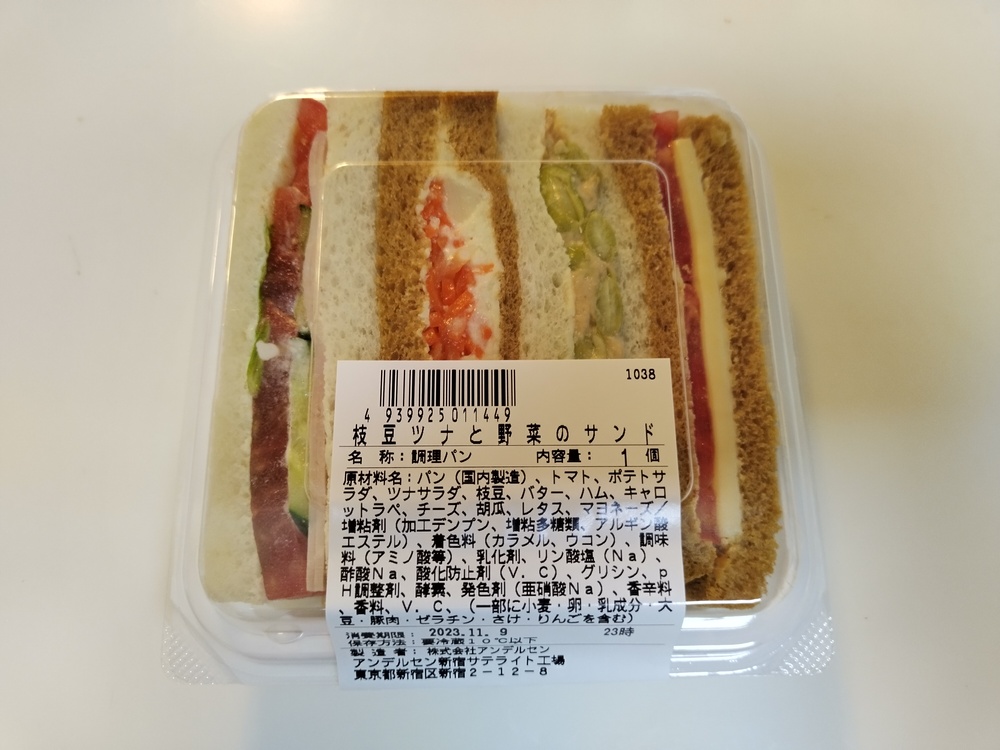 1038
4 939925 011449
枝豆ツナと野菜のサンド
名 称：調理パン 内容量： 1 個
原材料名：パン（国内製造）、トマト、ポテトサ
ラダ、ツナサラダ、枝豆、バター、ハム、キャロ
ットラペ、チーズ、胡瓜、レタス、マヨネーズ／
増粘剤（加工デンプン、増粘多糖類、アルギン酸
エステル）、着色料（カラメル、ウコン）、調味
料（アミノ酸等）、乳化剤、リン酸塩（Na）、
酢酸Na、酸化防止剤（V．C）、グリシン、p
H調整剤、酵素、発色剤（亜硝酸Na）、香辛料
、香料、V．C、（一部に小麦・卵・乳成分・大
豆・豚肉・ゼラチン・さけ・りんごを含む）
消費期限： 2023.11. 9 23時
保存方法：要冷蔵10℃以下
製 造 者： 株式会社アンデルセン
アンデルセン新宿サテライト工場
東京都新宿区新宿2－12－8